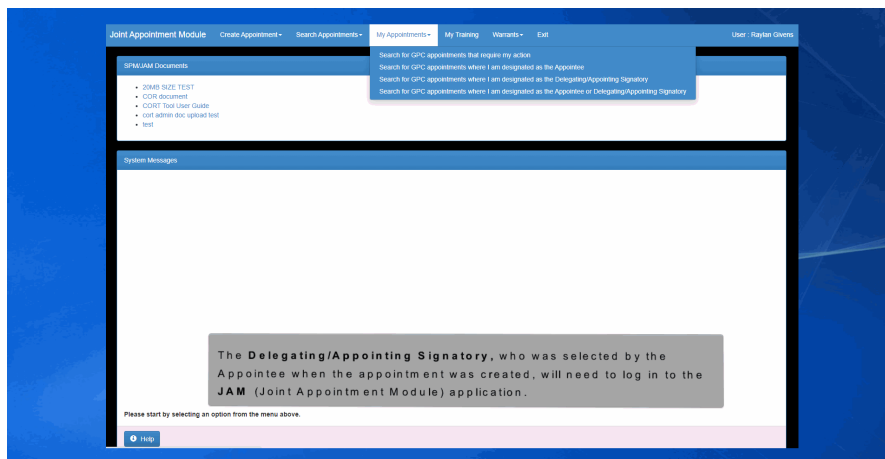 Joint Appointment Module Create Appointment Search Appointments My Appointments My Training Warrants Exit User : Raylan Givens
Search for GPC appointments that require my action
Search for GPC appointments where I am designated as the Appointee
Search for GPC appointments where I am designated as the Delegating/Appointing Signatory
Search for GPC appointments where I am designated as the Appointee or Delegating/Appointing Signatory
SPM/JAM Documents
20MB SIZE TEST
COR document
CORT Tool User Guide
cort admin doc upload test
test
System Messages
The Delegating/Appointing Signatory, who was selected by the
Appointee when the appointment was created, will need to log in to the
JAM (Joint Appointment Module) application.
Please start by selecting an option from the menu above.
Help